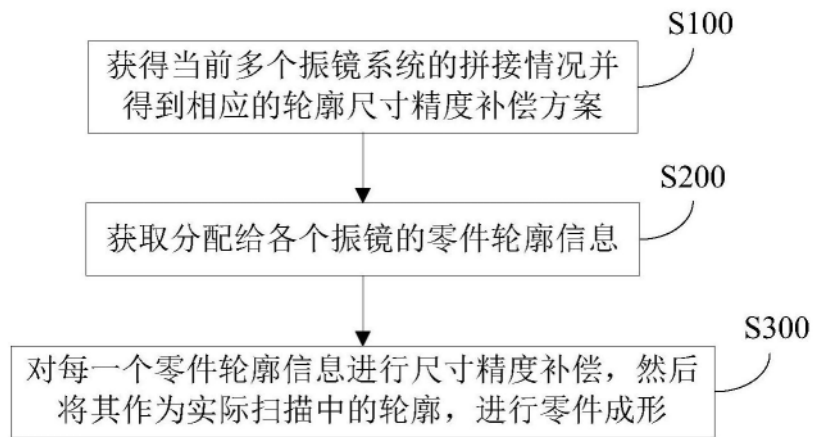 S100
获得当前多个振镜系统的拼接情况并
得到相应的轮廓尺寸精度补偿方案
S200
获取分配给各个振镜的零件轮廓信息
S300
对每一个零件轮廓信息进行尺寸精度补偿，然后
将其作为实际扫描中的轮廓，进行零件成形